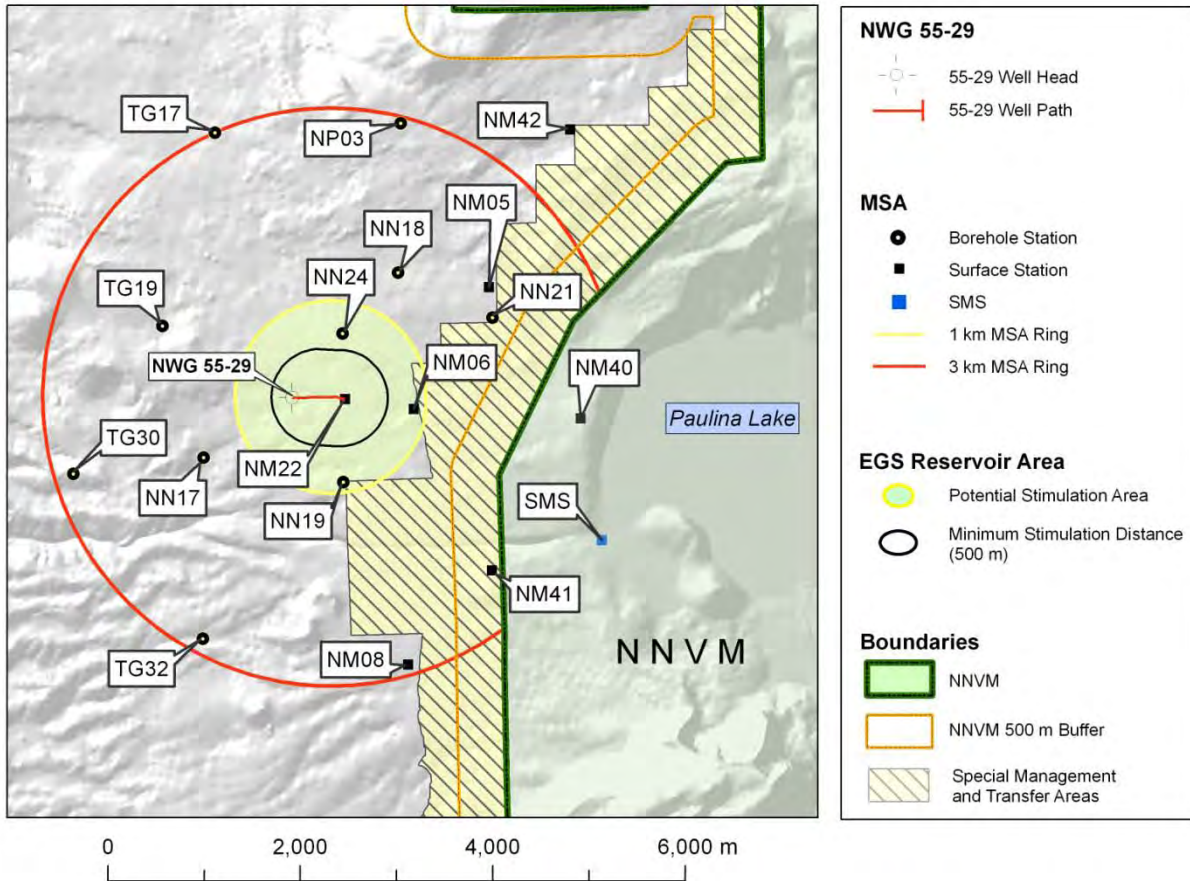 TG17
NP03
NM42
NM05
NN18
NN24
NN21
TG19
NM06
NM40
NWG 55-29
Paulina Lake
TG30
NM22
NN17
NN19
SMS
NM41
N N V M
NM08
TG32
0 2,000 4,000 6,000 m
NWG 55-29
55-29 Well Head
55-29 Well Path
MSA
Borehole Station
Surface Station
SMS
1 km MSA Ring
3 km MSA Ring
EGS Reservoir Area
Potential Stimulation Area
Minimum Stimulation Distance
(500 m)
Boundaries
NNVM
NNVM 500 m Buffer
Special Management
and Transfer Areas